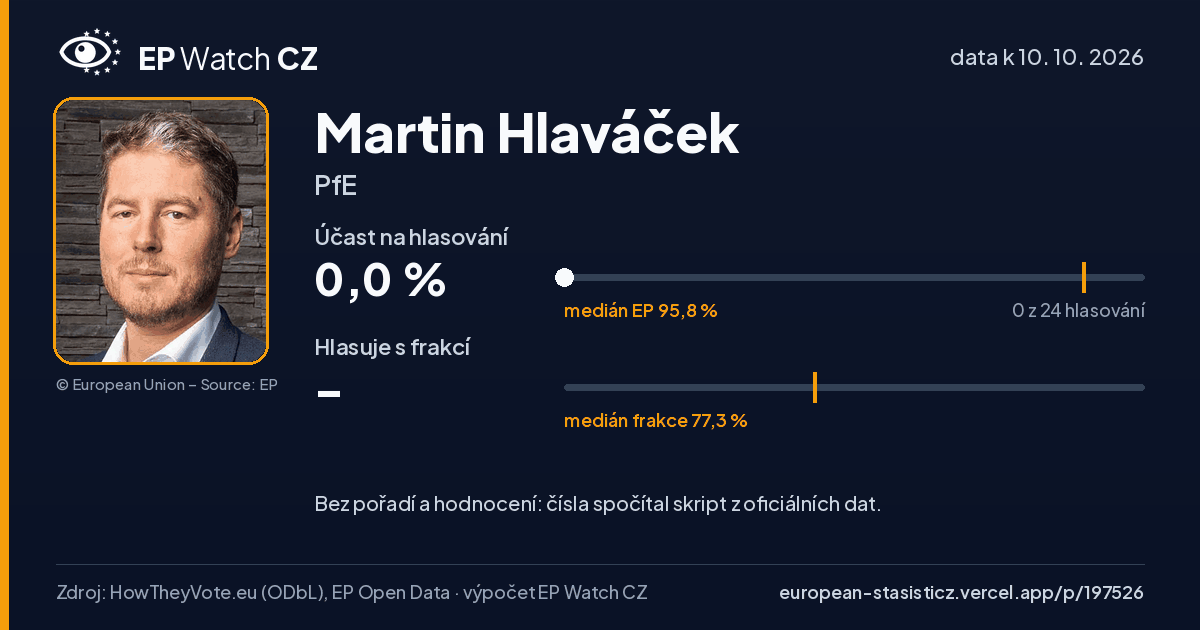 EP Watch CZ
data k 10. 10. 2026
Martin Hlaváček
PfE
Účast na hlasování
0,0 %
medián EP 95,8 %
0 z 24 hlasování
Hlasuje s frakcí
–
medián frakce 77,3 %
© European Union – Source: EP
Bez pořadí a hodnocení: čísla spočítal skript z oficiálních dat.
Zdroj: HowTheyVote.eu (ODbL), EP Open Data · výpočet EP Watch CZ
european-stasisticz.vercel.app/p/197526